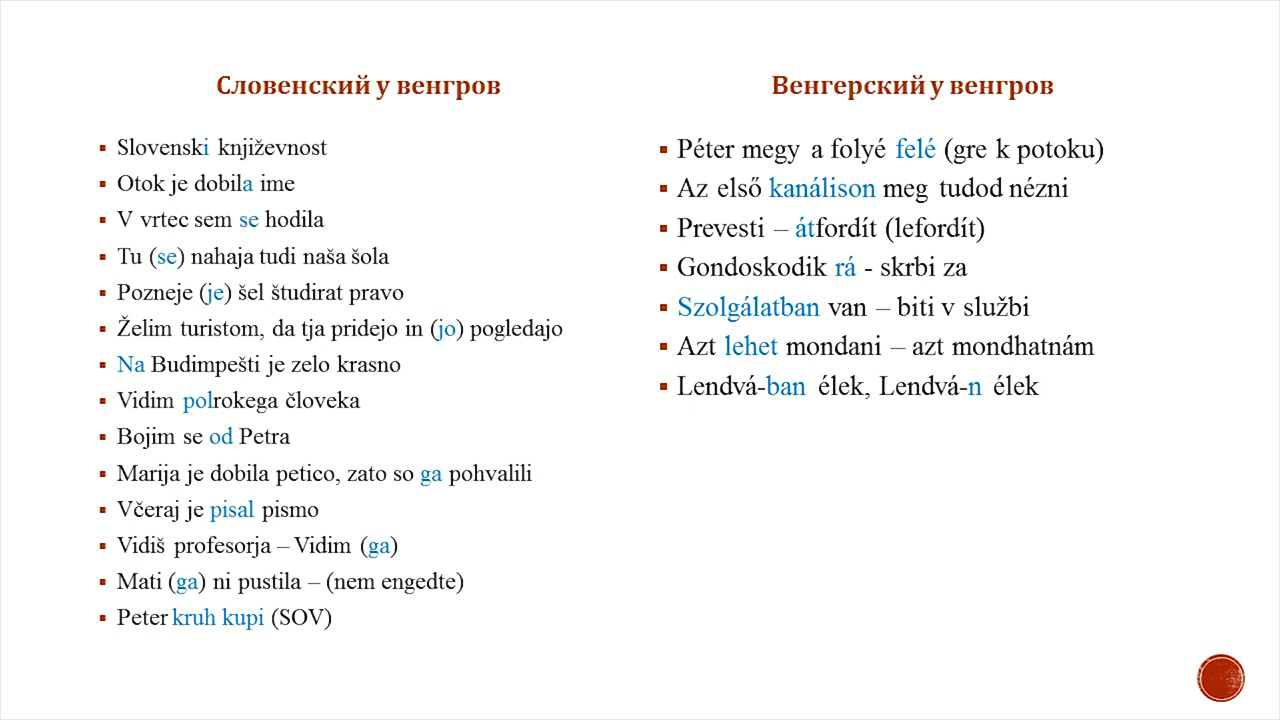 Словенский у венгров
Slovenski književnost
Otok je dobila ime
V vrtec sem se hodila
Tu (se) nahaja tudi naša šola
Pozneje (je) šel študirat pravo
Želim turistom, da tja pridejo in (jo) pogledajo
Na Budimpešti je zelo krasno
Vidim polrokega človeka
Bojim se od Petra
Marija je dobila petico, zato so ga pohvalili
Včeraj je pisal pismo
Vidiš profesorja – Vidim (ga)
Mati (ga) ni pustila – (nem engedte)
Peter kruh kupi (SOV)
Венгерский у венгров
Péter megy a folyé felé (gre k potoku)
Az első kanálison meg tudod nézni
Prevesti – átfordít (lefordít)
Gondoskodik rá - skrbi za
Szolgálatban van – biti v službi
Azt lehet mondani – azt mondhatnám
Lendvá-ban élek, Lendvá-n élek